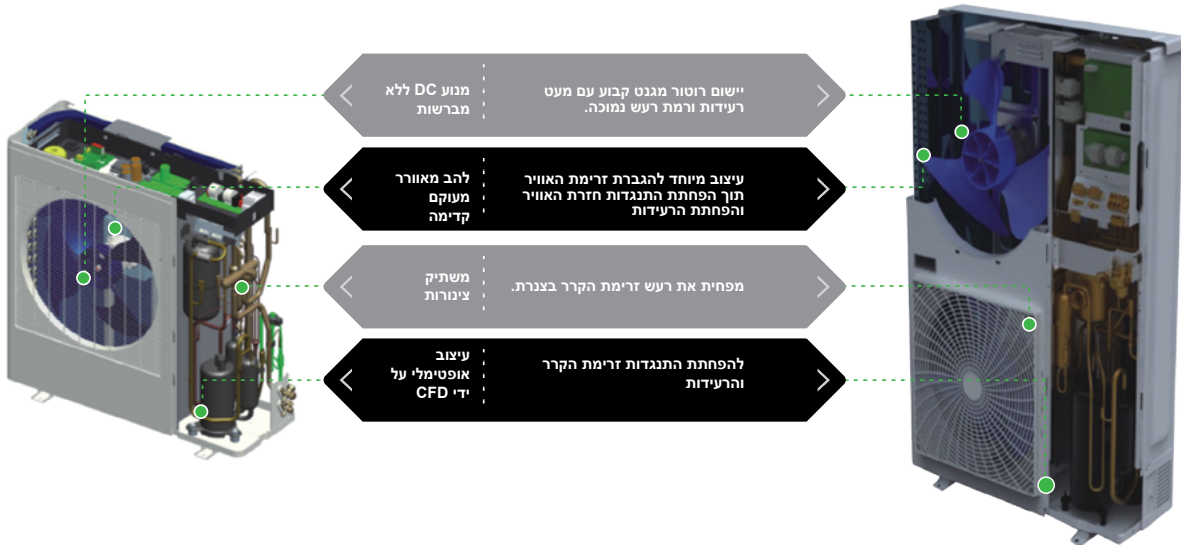 מנוע DC ללא
מברשות
יישום רוטור מגנט קבוע עם מעט
רעידות ורמת רעש נמוכה.
להב מאוורר
מעוקם
קדימה
עיצוב מיוחד להגברת זרימת האוויר
תוך הפחתת התנגדות חזרת האוויר
והפחתת הרעידות
משתיק
צינורות
מפחית את רעש זרימת הקרר בצנרת.
עיצוב
אופטימלי על
ידי CFD
להפחתת התנגדות זרימת הקרר
והרעידות